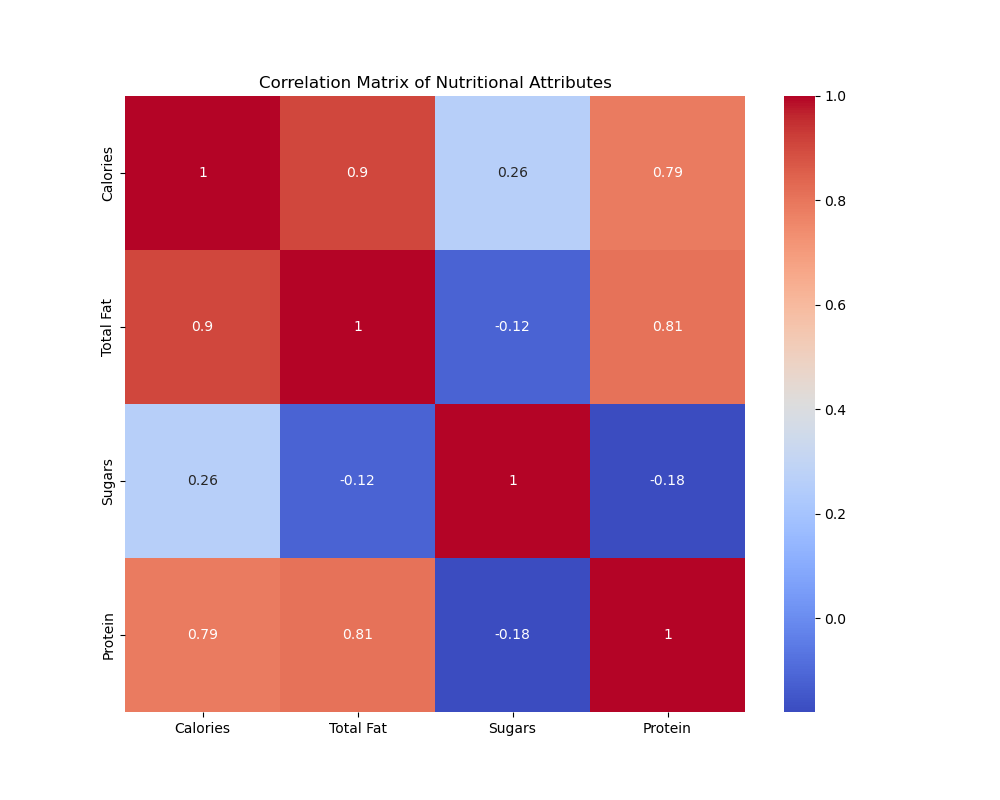 Correlation Matrix of Nutritional Attributes
Calories
1
0.9
0.26
0.79
Total Fat
0.9
1
-0.12
0.81
Sugars
0.26
-0.12
1
-0.18
Protein
0.79
0.81
-0.18
1
Calories
Total Fat
Sugars
Protein
1.0
0.8
0.6
0.4
0.2
0.0